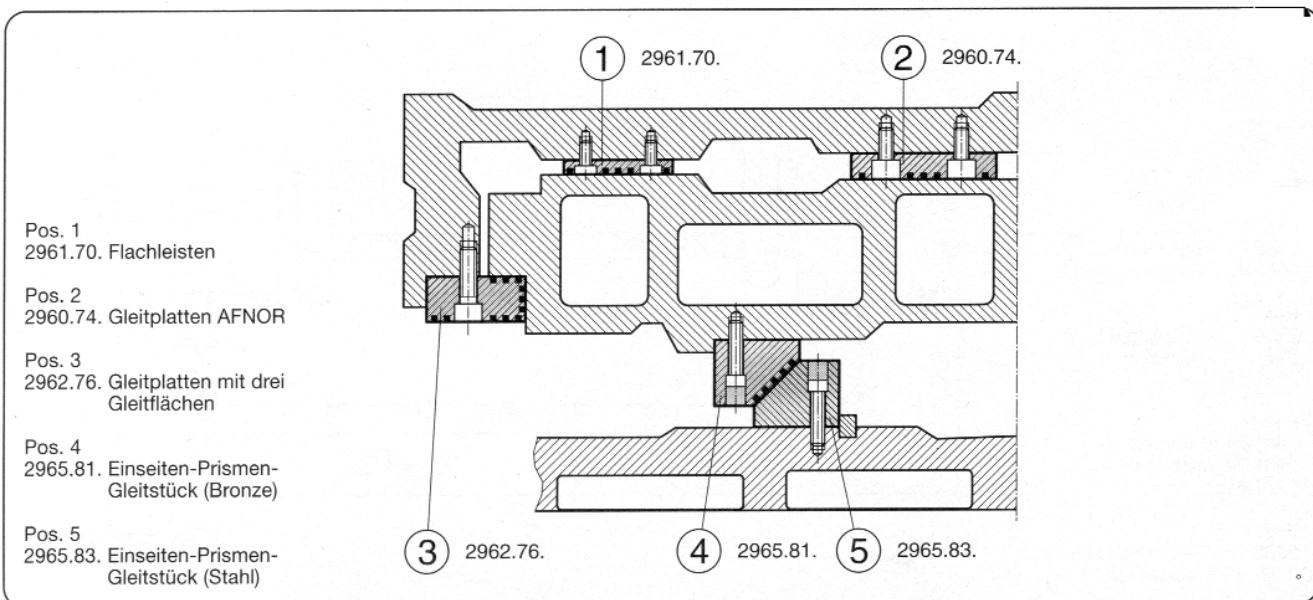 1 2961.70.
2 2960.74.
Pos. 1
2961.70. Flachleisten
Pos. 2
2960.74. Gleitplatten AFNOR
Pos. 3
2962.76. Gleitplatten mit drei
Gleitflächen
Pos. 4
2965.81. Einseiten-Prismen-
Gleitstück (Bronze)
Pos. 5
2965.83. Einseiten-Prismen-
Gleitstück (Stahl)
3 2962.76.
4 2965.81.
5 2965.83.